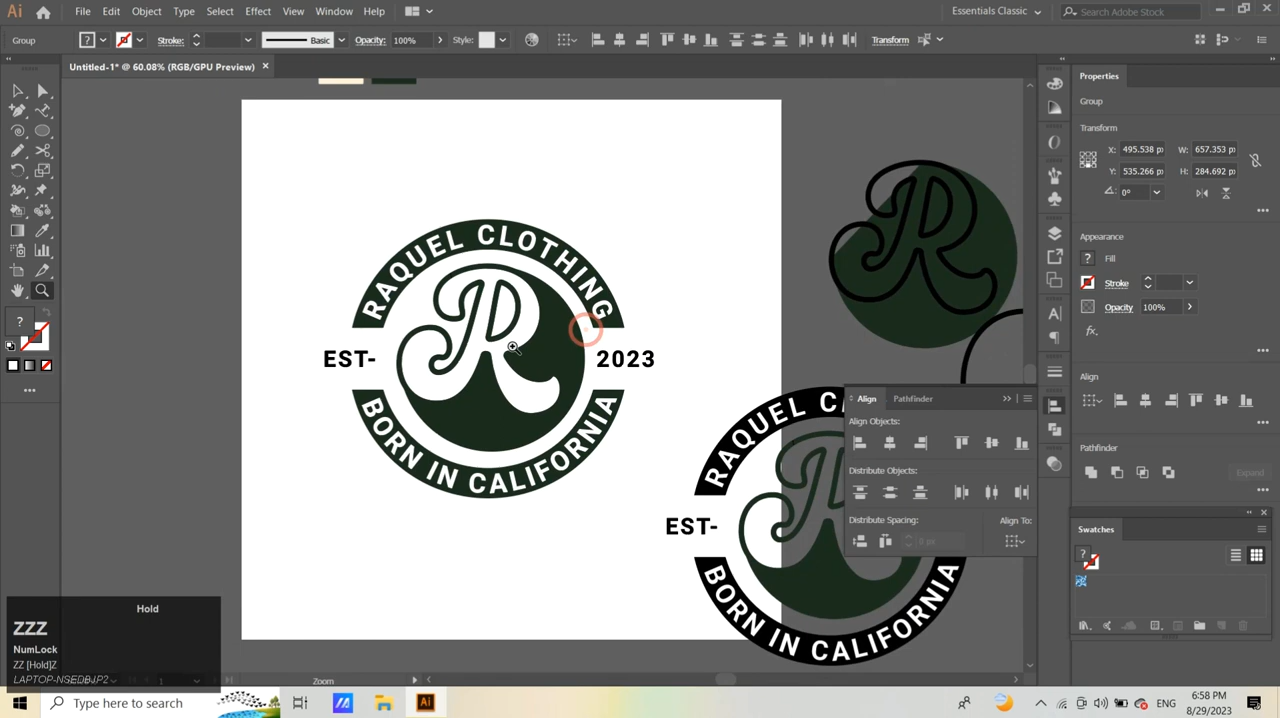 Ai File Edit Object Type Select Effect View Window Help Essentials Classic Search Adobe Stock
Group Stroke: Basic Opacity: 100% Style: Transform
Untitled-1* @ 60.08% (RGB/GPU Preview)
Properties
Group
Transform
X: 495.538 p W: 657.353 p
Y: 535.266 p H: 284.692 p
0°
Appearance
? Fill
Stroke
Opacity 100%
fx.
Align
Pathfinder
Expand
RAQUEL CLOTHING
R
EST- 2023
BORN IN CALIFORNIA
R
RAQUEL C
EST-
BORN IN CALIFORNIA
Align Pathfinder
Align Objects:
Distribute Objects:
Distribute Spacing: Align To:
0 px
Swatches
Hold
ZZZ
NumLock
ZZ [Hold]Z
LAPTOP-NSEDBJP2
1 Zoom
Type here to search
Ai
ENG
6:58 PM
8/29/2023